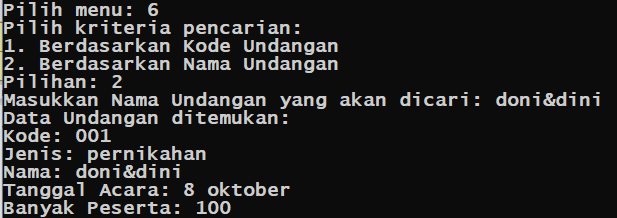 Pilih menu: 6
Pilih kriteria pencarian:
1. Berdasarkan Kode Undangan
2. Berdasarkan Nama Undangan
Pilihan: 2
Masukkan Nama Undangan yang akan dicari: doni&dini
Data Undangan ditemukan:
Kode: 001
Jenis: pernikahan
Nama: doni&dini
Tanggal Acara: 8 oktober
Banyak Peserta: 100